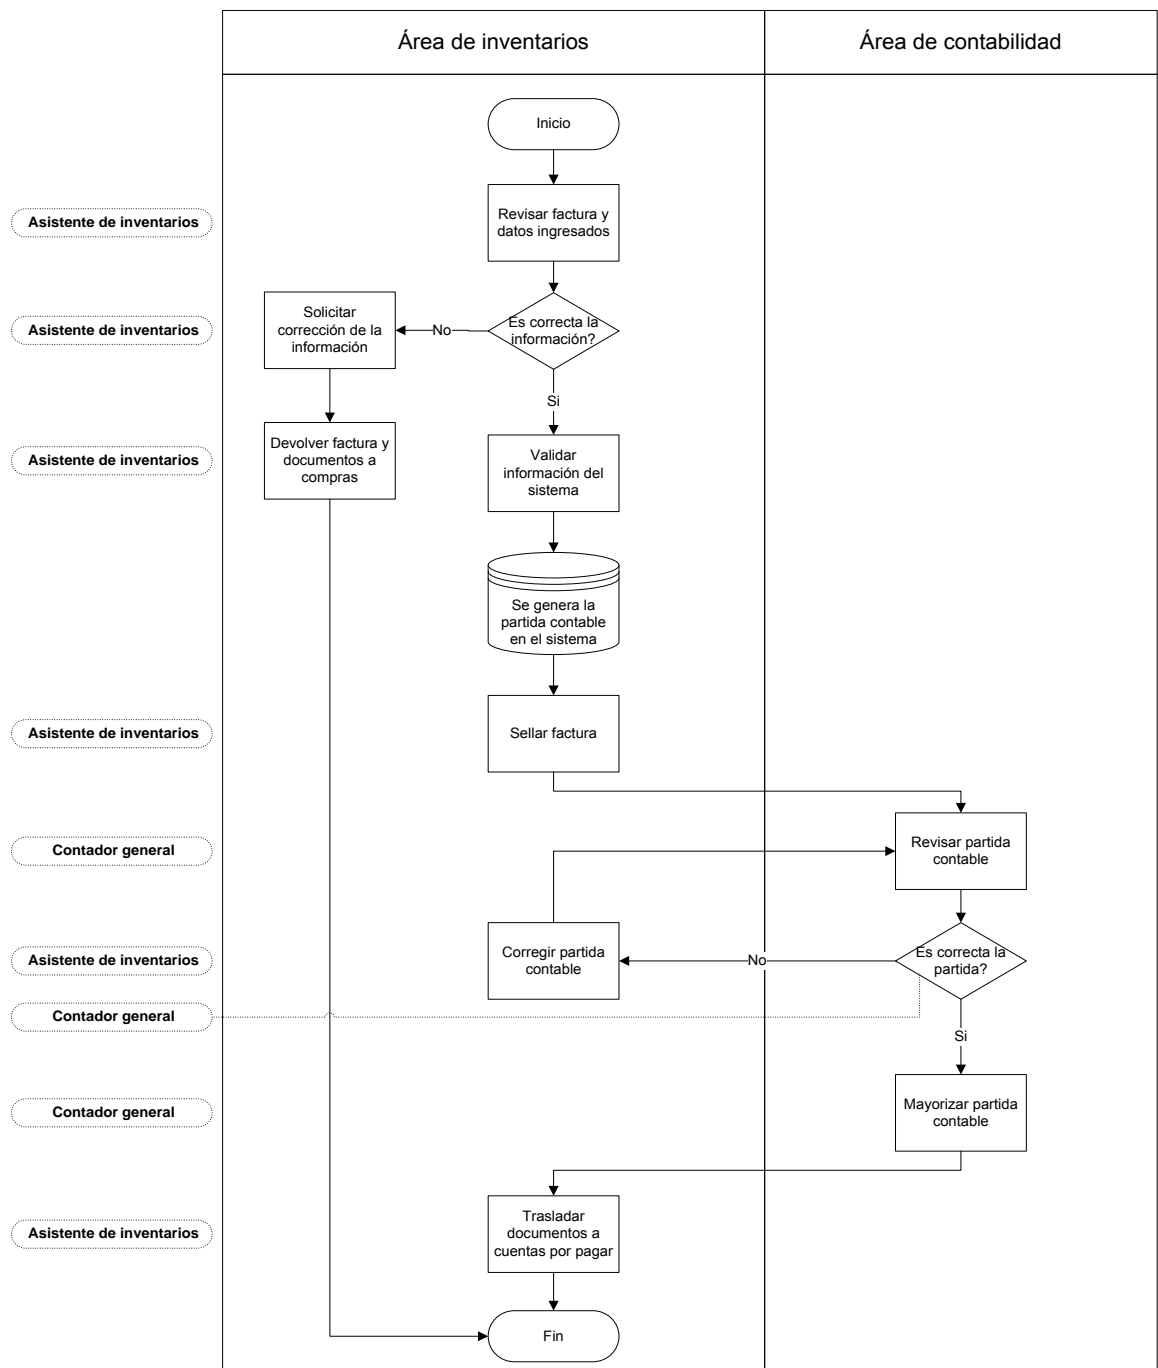 Área de inventarios
Área de contabilidad
Inicio
Asistente de inventarios
Revisar factura y
datos ingresados
Asistente de inventarios
Solicitar
corrección de la
información
No
Es correcta la
información?
Si
Asistente de inventarios
Devolver factura y
documentos a
compras
Validar
información del
sistema
Se genera la
partida contable
en el sistema
Asistente de inventarios
Sellar factura
Contador general
Revisar partida
contable
Asistente de inventarios
Corregir partida
contable
No
Es correcta la
partida?
Contador general
Si
Contador general
Mayorizar partida
contable
Asistente de inventarios
Trasladar
documentos a
cuentas por pagar
Fin